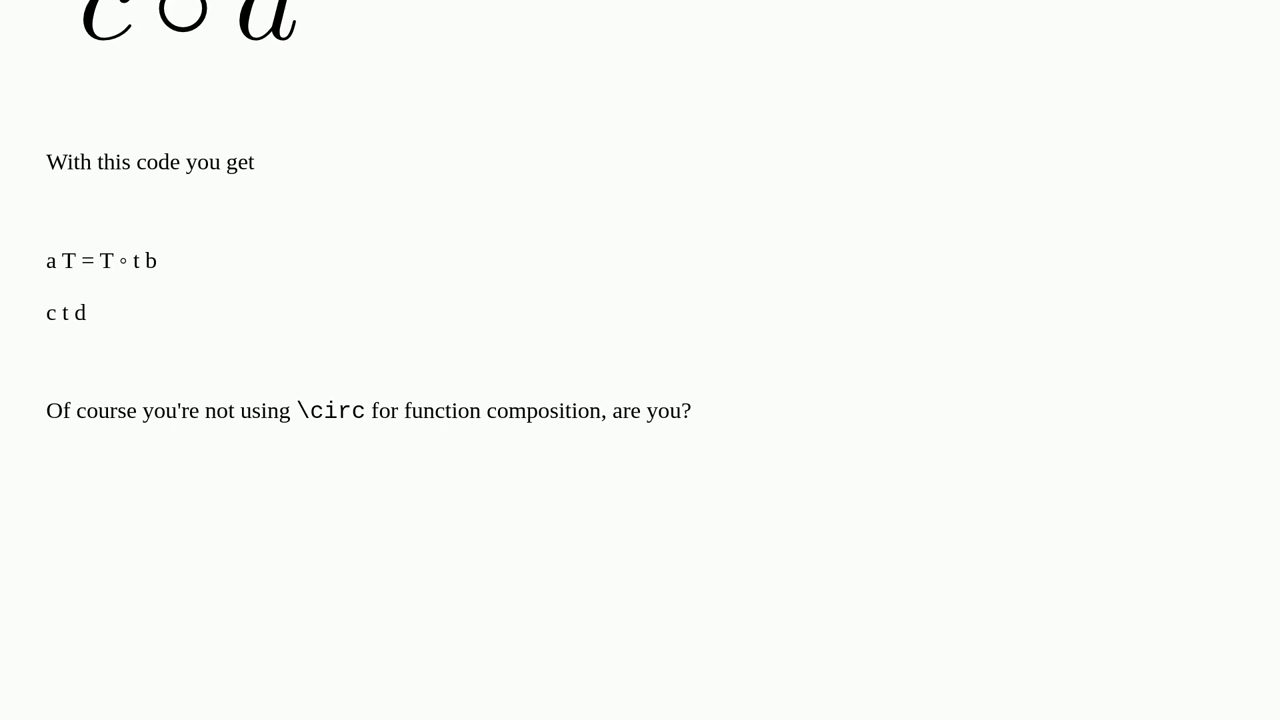 c ∘ d
With this code you get
a T = T ∘ t b
c t d
Of course you're not using \circ for function composition, are you?